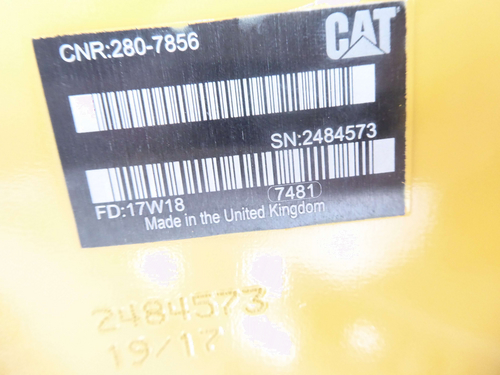 CNR:280-7856
CAT
SN:2484573
FD:17W18
7481
Made in the United Kingdom
2484573
19/17